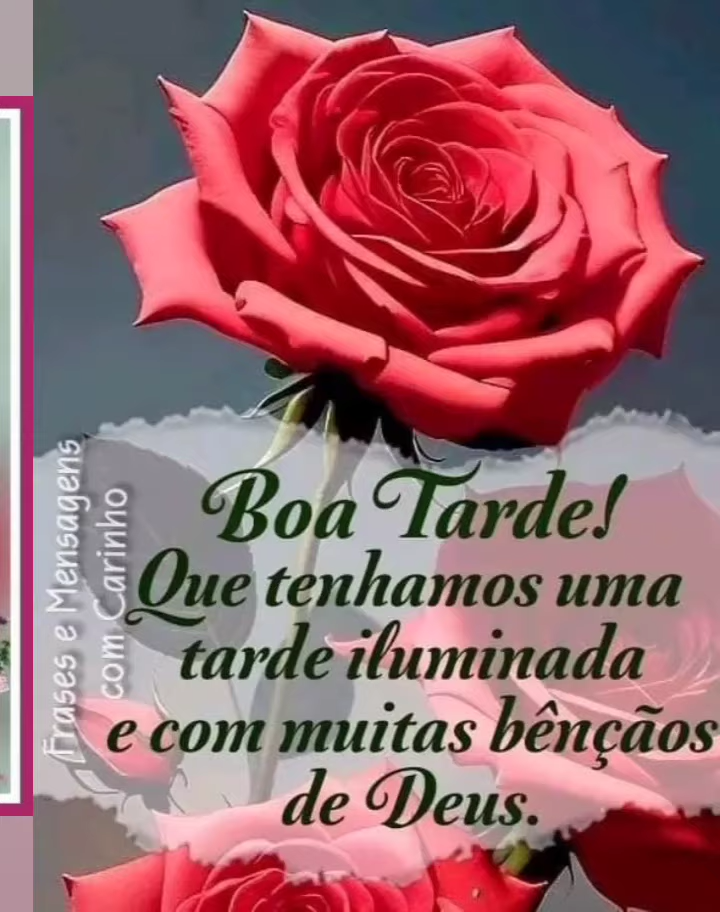 Boa Tarde!
Que tenhamos uma
tarde iluminada
e com muitas bênçãos
de Deus.
Frases e Mensagens
com Carinho